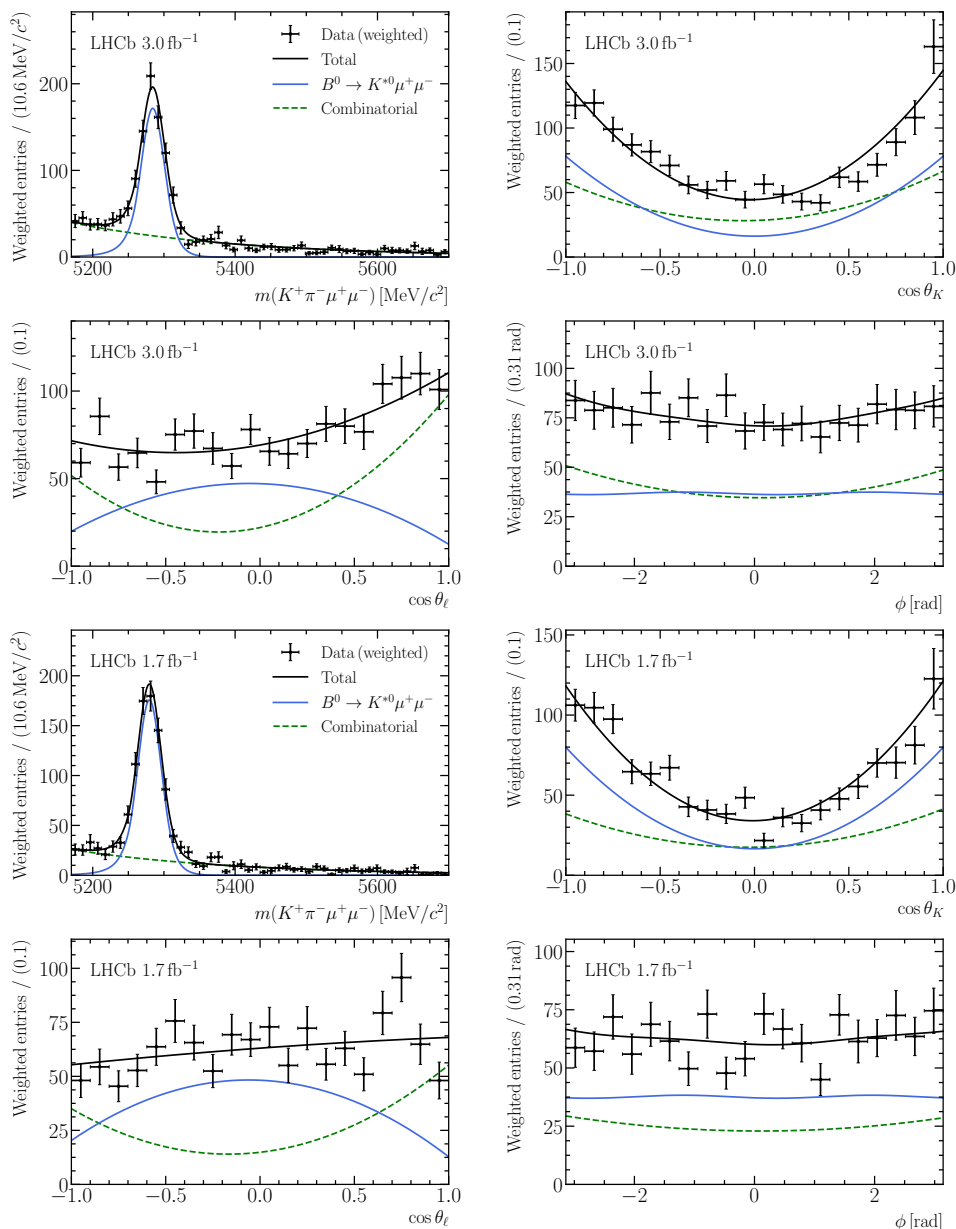 Weighted entries / (10.6 MeV/c²)
200
100
0
LHCb 3.0 fb⁻¹
Data (weighted)
Total
B⁰ → K*⁰μ⁺μ⁻
Combinatorial
5200 5400 5600
m(K⁺π⁻μ⁺μ⁻) [MeV/c²]
Weighted entries / (0.1)
150
100
50
0
LHCb 3.0 fb⁻¹
−1.0 −0.5 0.0 0.5 1.0
cos θ_K
Weighted entries / (0.1)
100
50
0
LHCb 3.0 fb⁻¹
−1.0 −0.5 0.0 0.5 1.0
cos θ_ℓ
Weighted entries / (0.31 rad)
100
75
50
25
0
LHCb 3.0 fb⁻¹
−2 0 2
ϕ [rad]
Weighted entries / (10.6 MeV/c²)
200
150
100
50
0
LHCb 1.7 fb⁻¹
Data (weighted)
Total
B⁰ → K*⁰μ⁺μ⁻
Combinatorial
5200 5400 5600
m(K⁺π⁻μ⁺μ⁻) [MeV/c²]
Weighted entries / (0.1)
150
100
50
0
LHCb 1.7 fb⁻¹
−1.0 −0.5 0.0 0.5 1.0
cos θ_K
Weighted entries / (0.1)
100
75
50
25
0
LHCb 1.7 fb⁻¹
−1.0 −0.5 0.0 0.5 1.0
cos θ_ℓ
Weighted entries / (0.31 rad)
100
75
50
25
0
LHCb 1.7 fb⁻¹
−2 0 2
ϕ [rad]